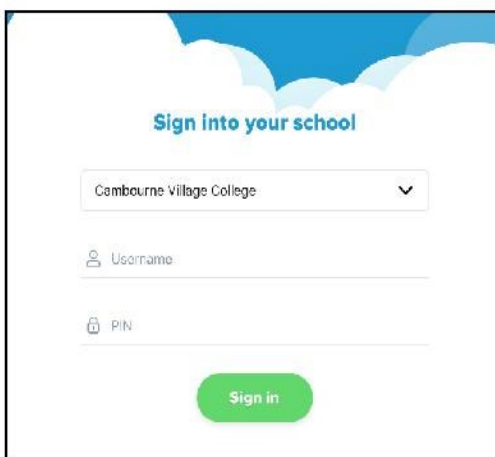 Sign into your school
Cambourne Village College
Username
PIN
Sign in